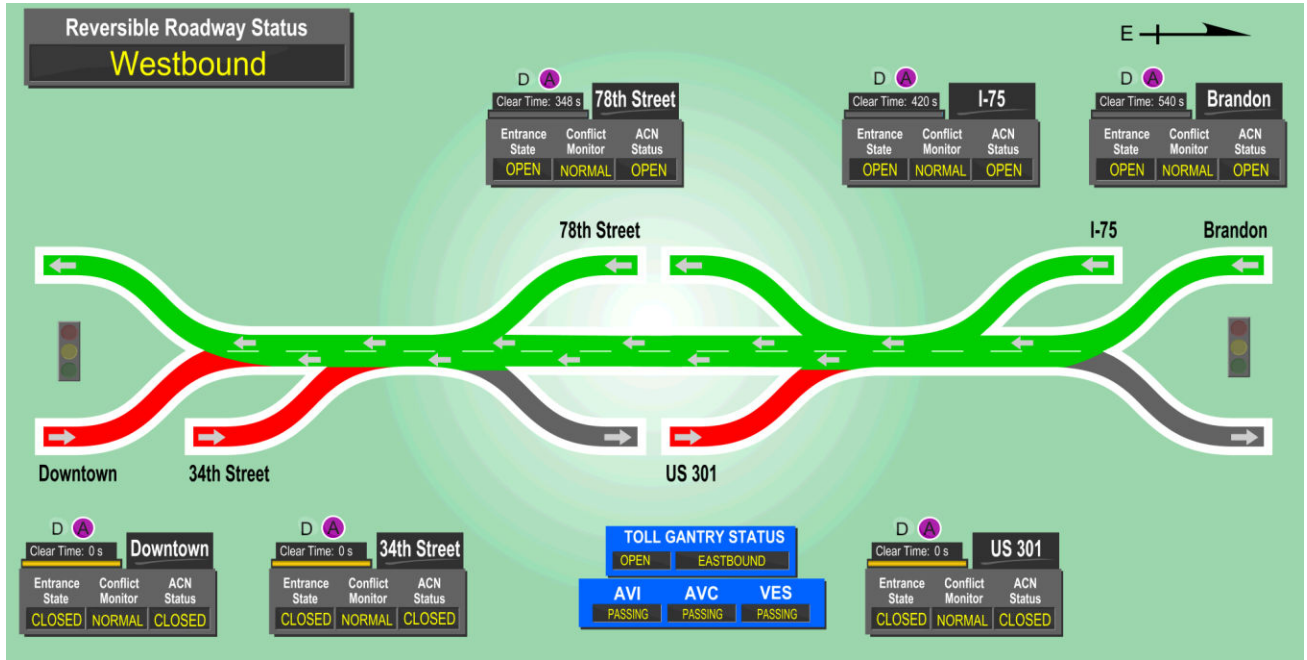 Reversible Roadway Status
Westbound
E
D A
Clear Time: 348 s 78th Street
Entrance State Conflict Monitor ACN Status
OPEN NORMAL OPEN
D A
Clear Time: 420 s I-75
Entrance State Conflict Monitor ACN Status
OPEN NORMAL OPEN
D A
Clear Time: 540 s Brandon
Entrance State Conflict Monitor ACN Status
OPEN NORMAL OPEN
78th Street
I-75
Brandon
Downtown
34th Street
US 301
D A
Clear Time: 0 s Downtown
Entrance State Conflict Monitor ACN Status
CLOSED NORMAL CLOSED
D A
Clear Time: 0 s 34th Street
Entrance State Conflict Monitor ACN Status
CLOSED NORMAL CLOSED
TOLL GANTRY STATUS
OPEN EASTBOUND
AVI AVC VES
PASSING PASSING PASSING
D A
Clear Time: 0 s US 301
Entrance State Conflict Monitor ACN Status
CLOSED NORMAL CLOSED